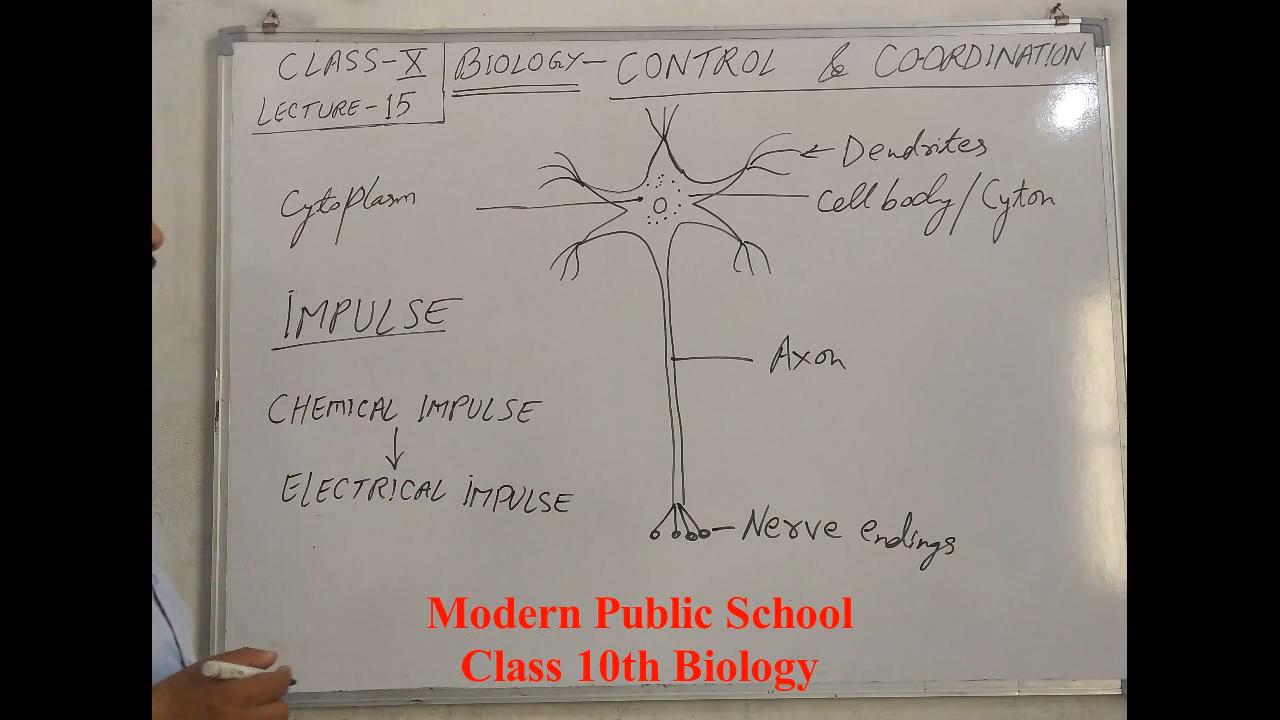 CLASS-X
LECTURE-15
BIOLOGY- CONTROL & COORDINATION
Dendrites
Cytoplasm
Cell body/Cyton
IMPULSE
Axon
CHEMICAL IMPULSE
ELECTRICAL IMPULSE
Nerve endings
Modern Public School
Class 10th Biology